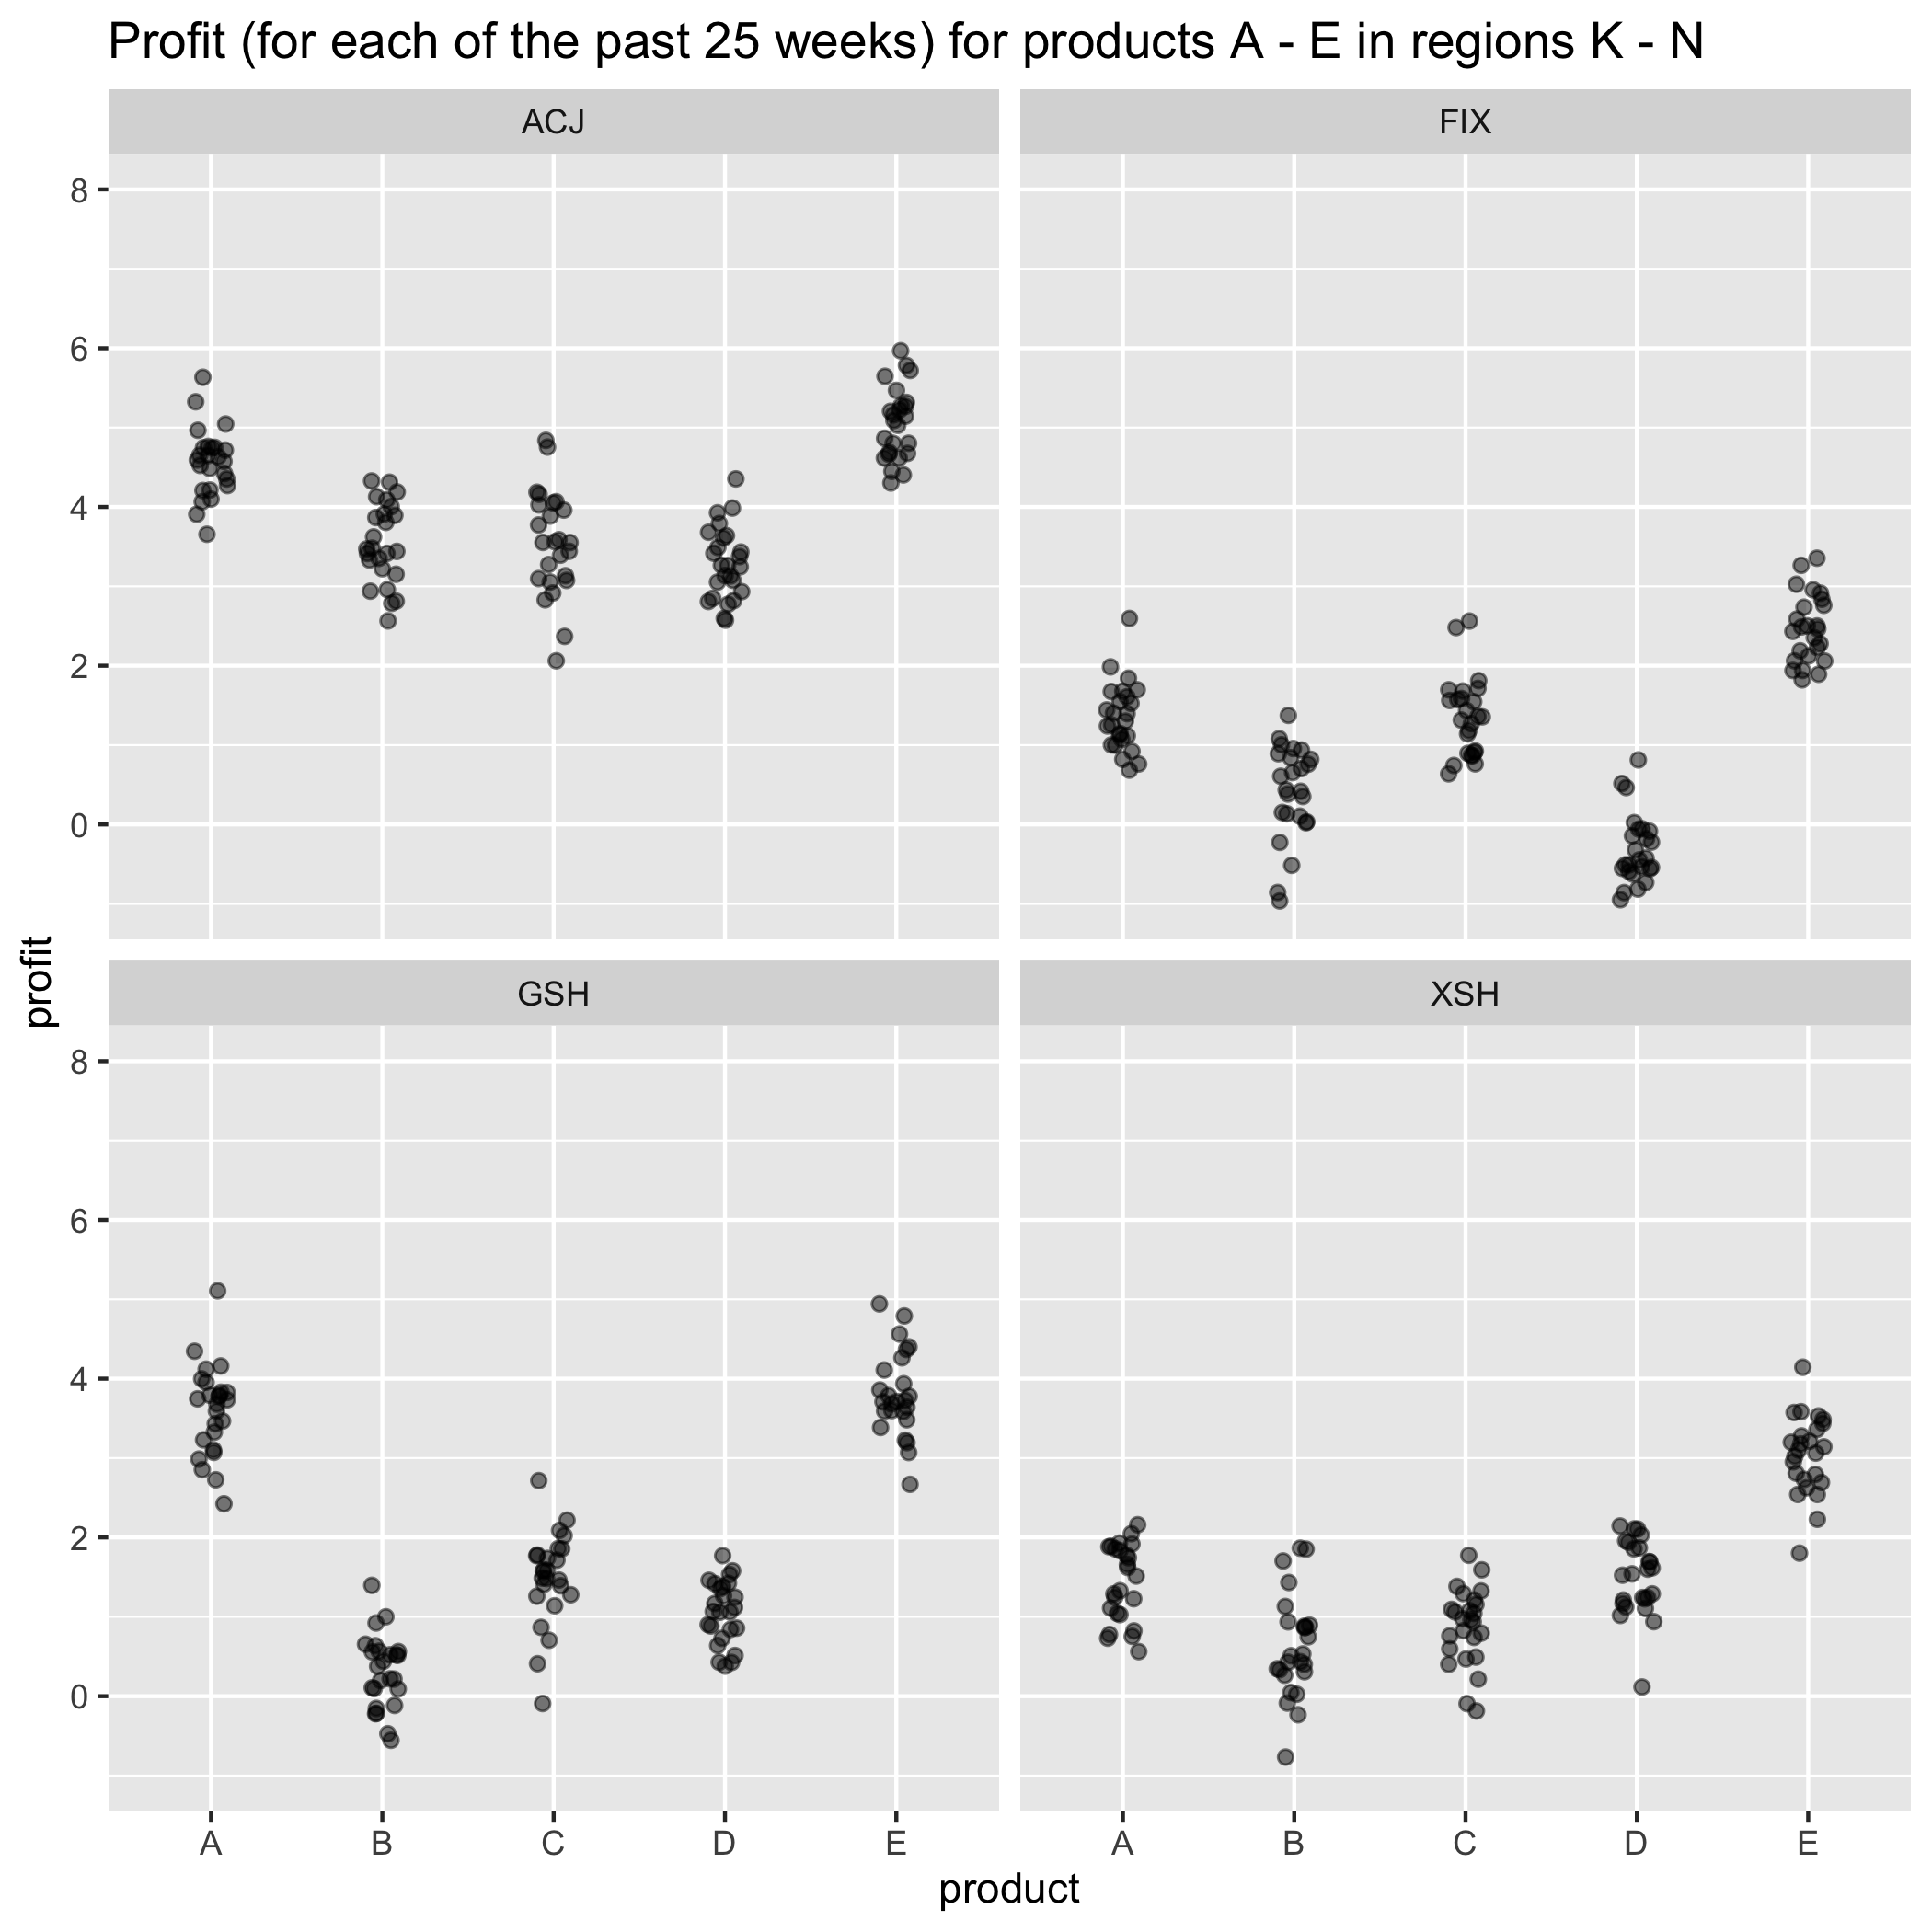 Profit (for each of the past 25 weeks) for products A - E in regions K - N
ACJ
FIX
8
6
4
2
0
GSH
XSH
8
6
4
2
0
profit
A B C D E A B C D E
product